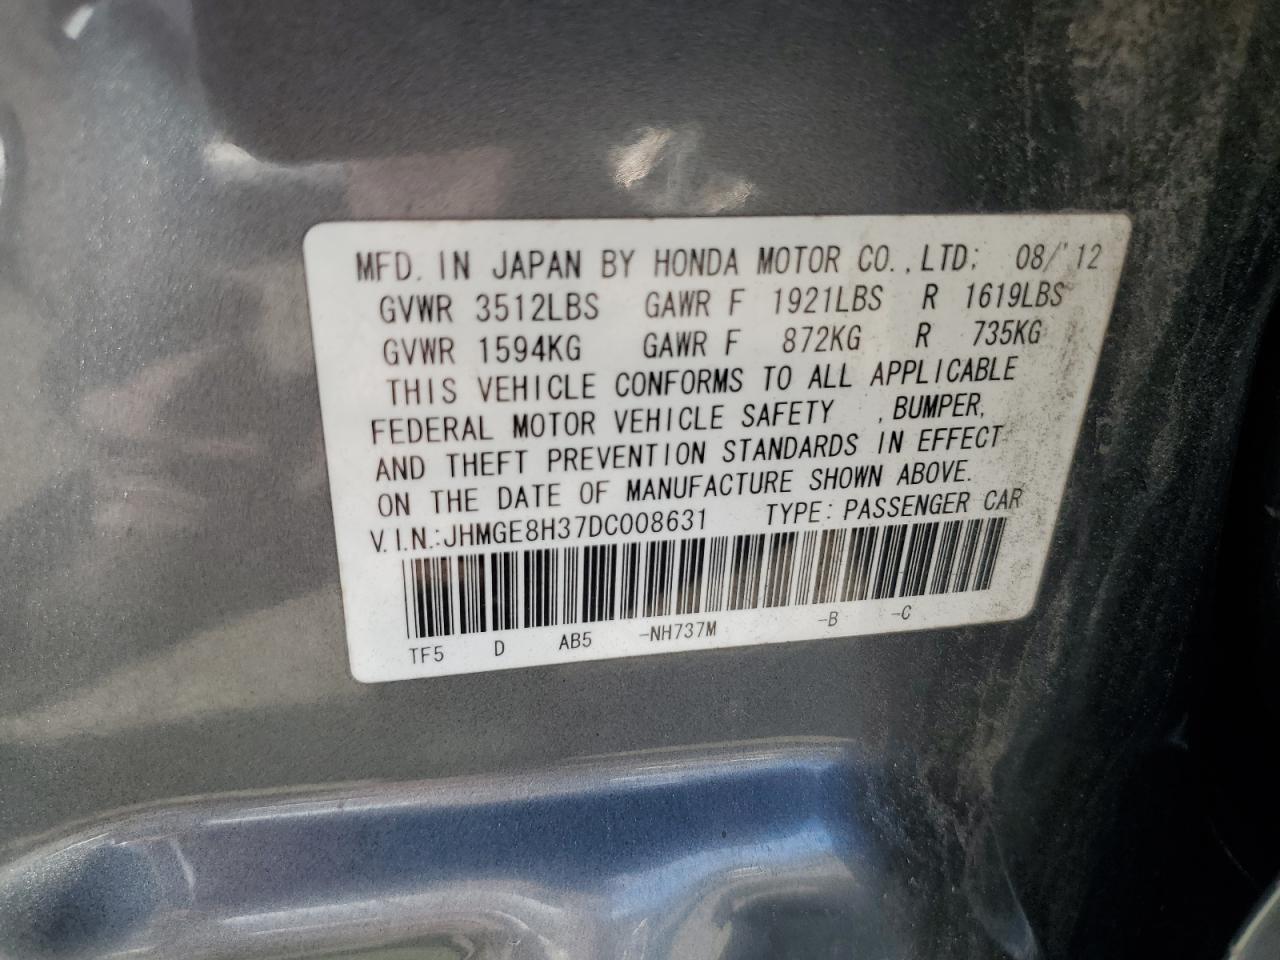 MFD. IN JAPAN BY HONDA MOTOR CO.,LTD; 08/'12
GVWR 3512LBS GAWR F 1921LBS R 1619LBS
GVWR 1594KG GAWR F 872KG R 735KG
THIS VEHICLE CONFORMS TO ALL APPLICABLE
FEDERAL MOTOR VEHICLE SAFETY ,BUMPER,
AND THEFT PREVENTION STANDARDS IN EFFECT
ON THE DATE OF MANUFACTURE SHOWN ABOVE.
V.I.N.:JHMGE8H37DC008631 TYPE:PASSENGER CAR
TF5 D AB5 -NH737M -B -C